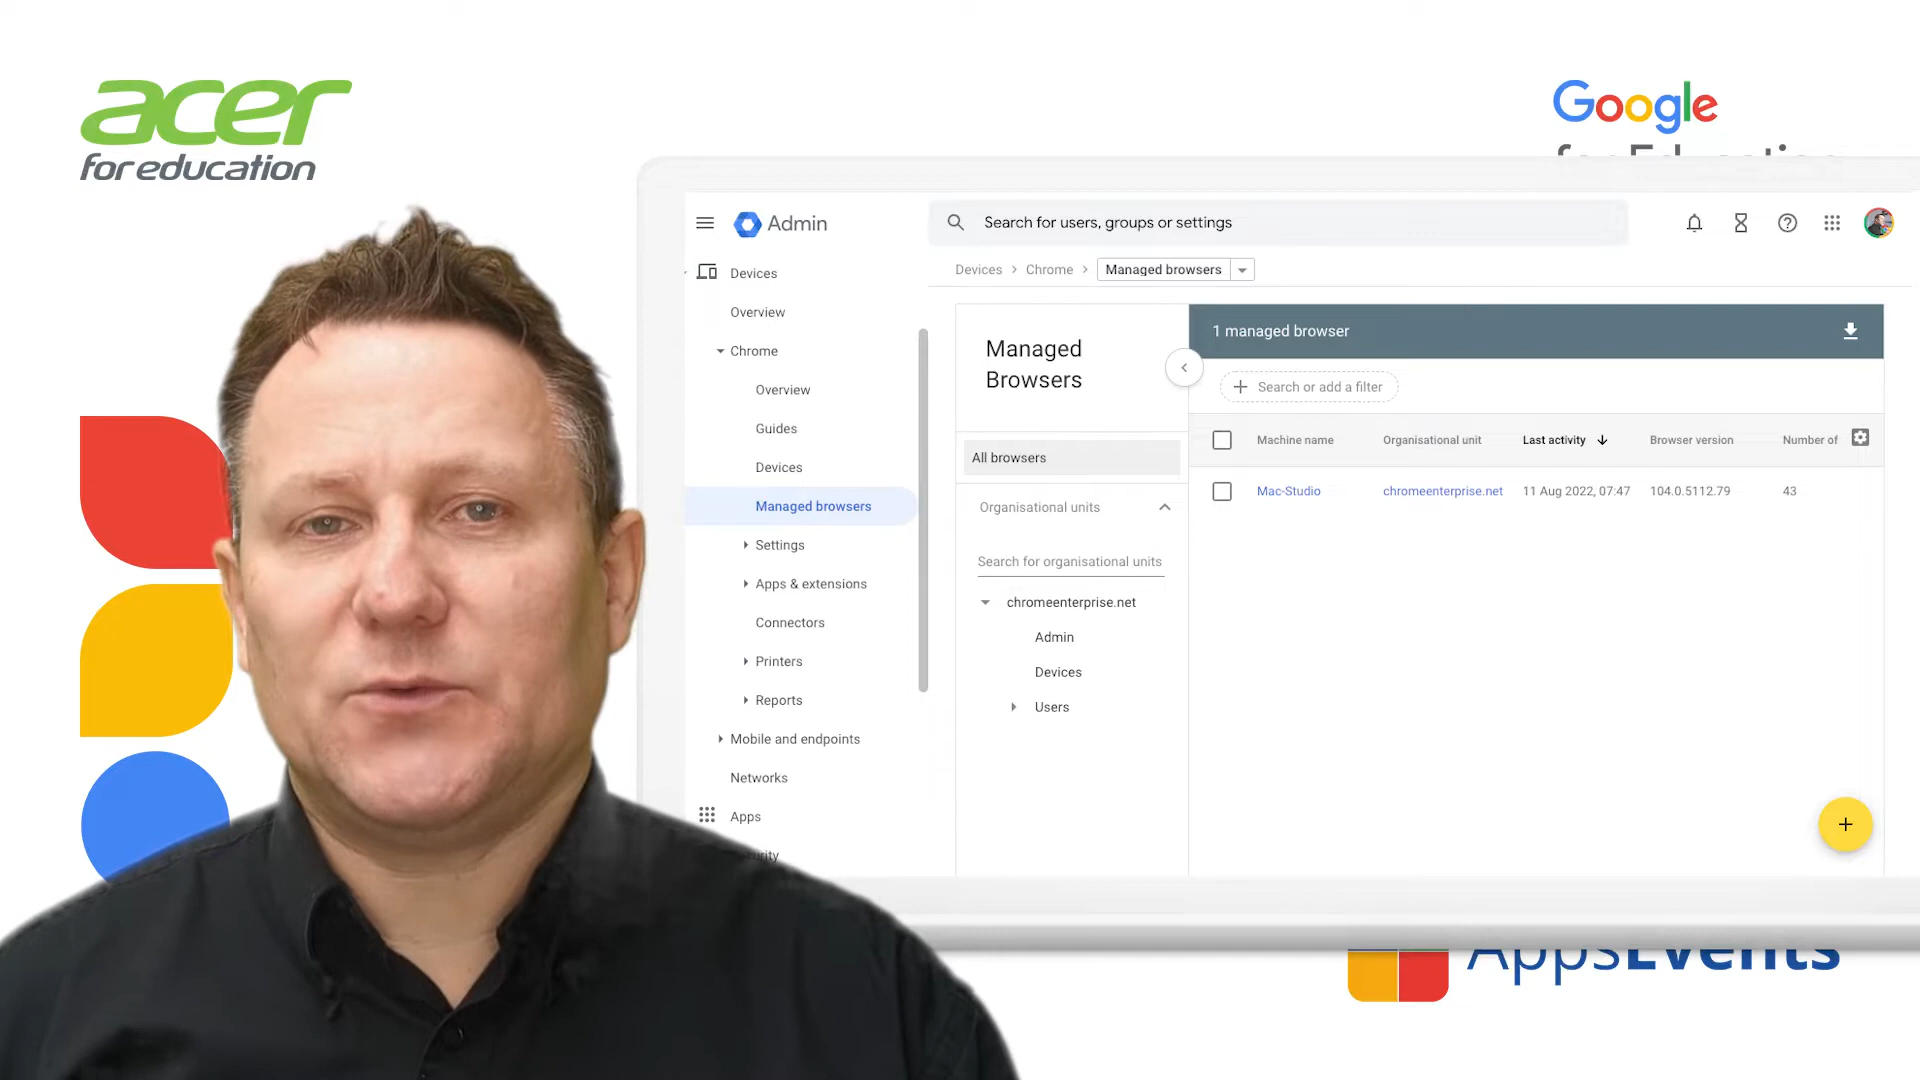 acer
for education
Google
for Education
Admin
Search for users, groups or settings
Devices
Overview
Chrome
Overview
Guides
Devices
Managed browsers
Settings
Apps & extensions
Connectors
Printers
Reports
Mobile and endpoints
Networks
Apps
Devices
Chrome
Managed browsers
Managed
Browsers
All browsers
Organisational units
Search for organisational units
chromeenterprise.net
Admin
Devices
Users
1 managed browser
Search or add a filter
Machine name Organisational unit Last activity Browser version Number of
Mac-Studio chromeenterprise.net 11 Aug 2022, 07:47 104.0.5112.79 43
AppsEvents